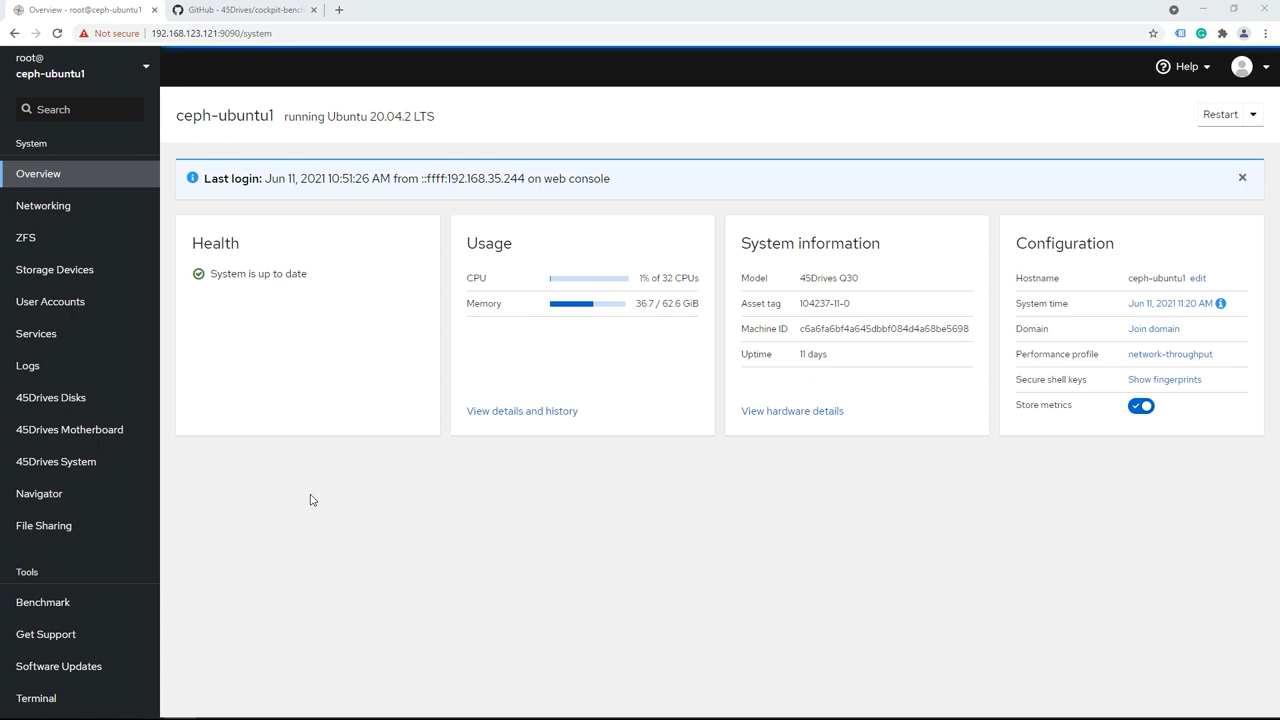 Overview - root@ceph-ubuntu1
GitHub - 45Drives/cockpit-benc
Not secure 192.168.123.121:9090/system
root@
ceph-ubuntu1
Help
Search
ceph-ubuntu1 running Ubuntu 20.04.2 LTS
Restart
System
Overview
Networking
ZFS
Storage Devices
User Accounts
Services
Logs
45Drives Disks
45Drives Motherboard
45Drives System
Navigator
File Sharing
Tools
Benchmark
Get Support
Software Updates
Terminal
Last login: Jun 11, 2021 10:51:26 AM from ::ffff:192.168.35.244 on web console
Health
System is up to date
Usage
CPU 1% of 32 CPUs
Memory 36.7 / 62.6 GiB
View details and history
System information
Model 45Drives Q30
Asset tag 104237-11-0
Machine ID c6a6fa6bf4a645dbbf084d4a68be5698
Uptime 11 days
View hardware details
Configuration
Hostname ceph-ubuntu1 edit
System time Jun 11, 2021 11:20 AM
Domain Join domain
Performance profile network-throughput
Secure shell keys Show fingerprints
Store metrics